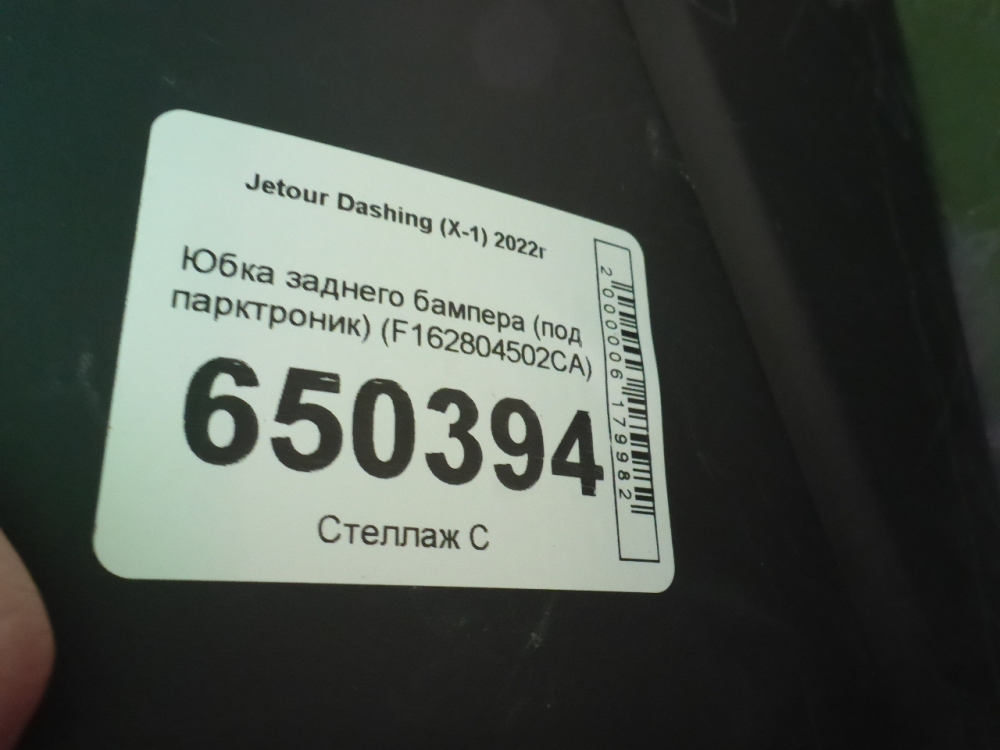 Jetour Dashing (X-1) 2022г
Юбка заднего бампера (под
парктроник) (F162804502CA)
650394
Стеллаж С
2000006179982